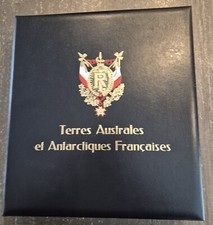 R
Terres Australes
et Antarctiques Françaises